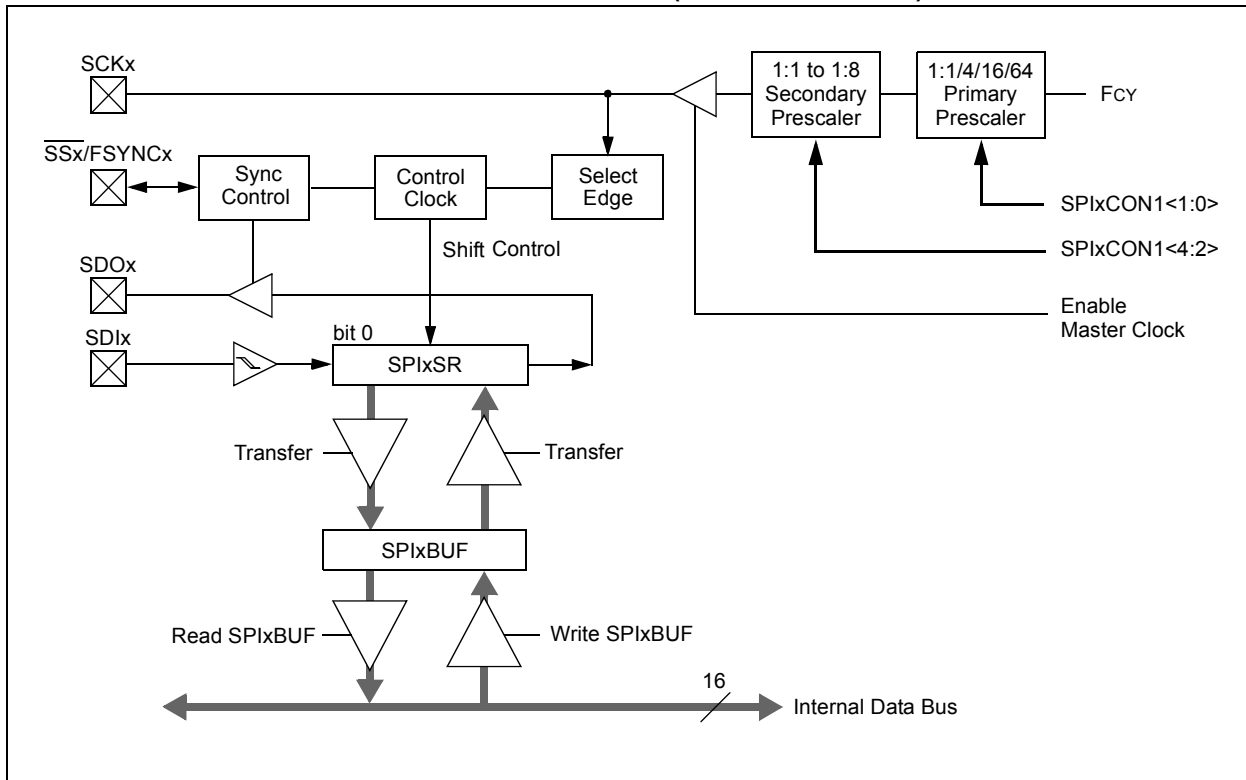 SCKx
1:1 to 1:8
Secondary
Prescaler
1:1/4/16/64
Primary
Prescaler
FCY
SSx/FSYNCx
Sync
Control
Control
Clock
Select
Edge
SPIxCON1<1:0>
Shift Control
SPIxCON1<4:2>
SDOx
Enable
Master Clock
SDIx
bit 0
SPIxSR
Transfer
Transfer
SPIxBUF
Read SPIxBUF
Write SPIxBUF
16
Internal Data Bus